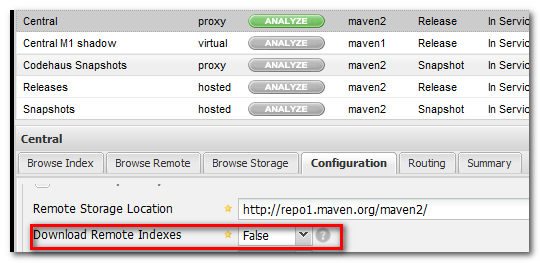 Central proxy ANALYZE maven2 Release In Servic
Central M1 shadow virtual ANALYZE maven1 Release In Servic
Codehaus Snapshots proxy ANALYZE maven2 Snapshot In Servic
Releases hosted ANALYZE maven2 Release In Servic
Snapshots hosted ANALYZE maven2 Snapshot In Servic
Central
Browse Index Browse Remote Browse Storage Configuration Routing Summary
Remote Storage Location http://repo1.maven.org/maven2/
Download Remote Indexes False ?